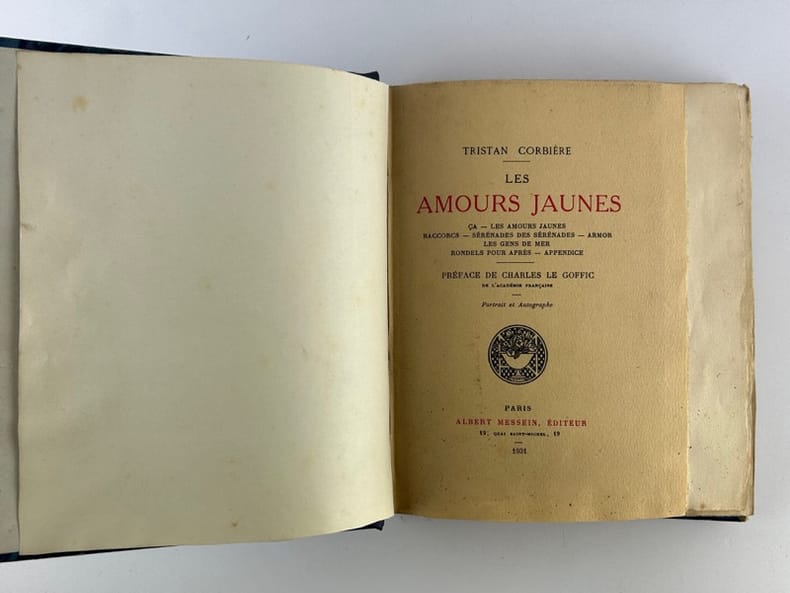 TRISTAN CORBIÈRE
LES
AMOURS JAUNES
ÇA — LES AMOURS JAUNES
RACCORCS — SÉRÉNADES DES SÉRÉNADES — ARMOR
LES GENS DE MER
RONDELS POUR APRÈS — APPENDICE
PRÉFACE DE CHARLES LE GOFFIC
DE L'ACADÉMIE FRANÇAISE
Portrait et Autographe
PARIS
ALBERT MESSEIN, ÉDITEUR
19, QUAI SAINT-MICHEL, 19
1931